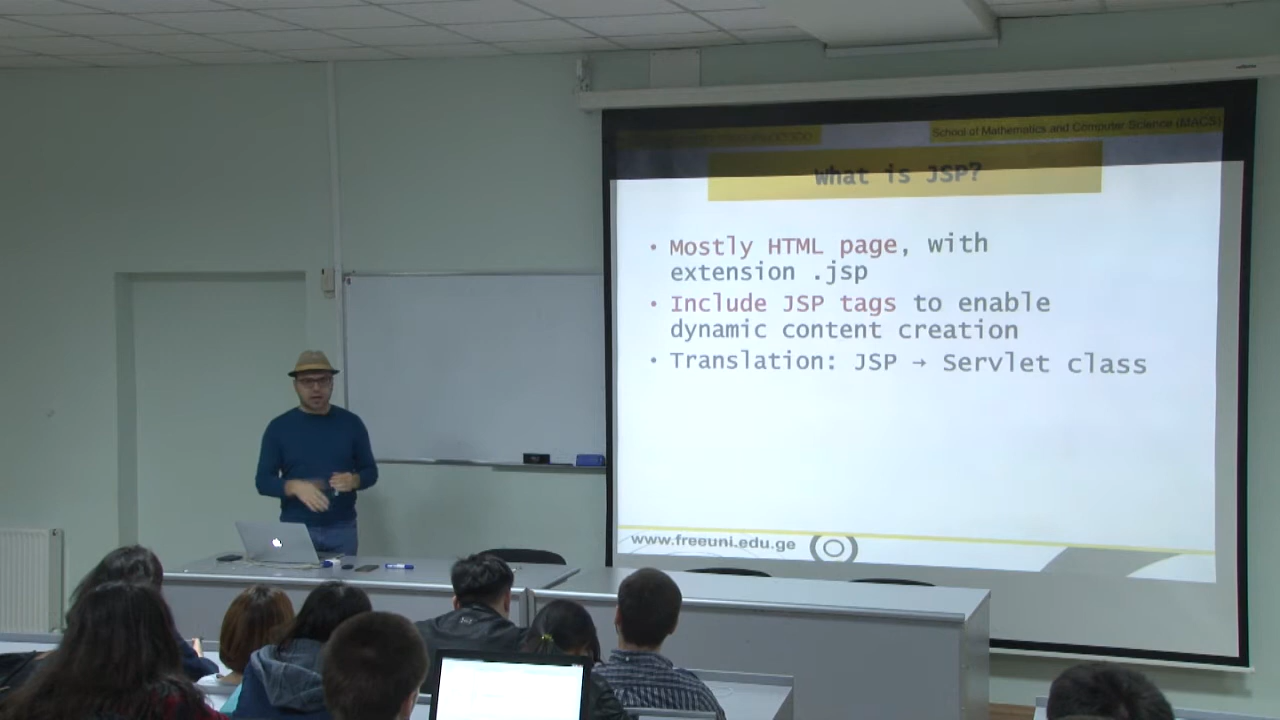 School of Mathematics and Computer Science (MACS)
What is JSP?
• Mostly HTML page, with
extension .jsp
• Include JSP tags to enable
dynamic content creation
• Translation: JSP → Servlet class
www.freeuni.edu.ge